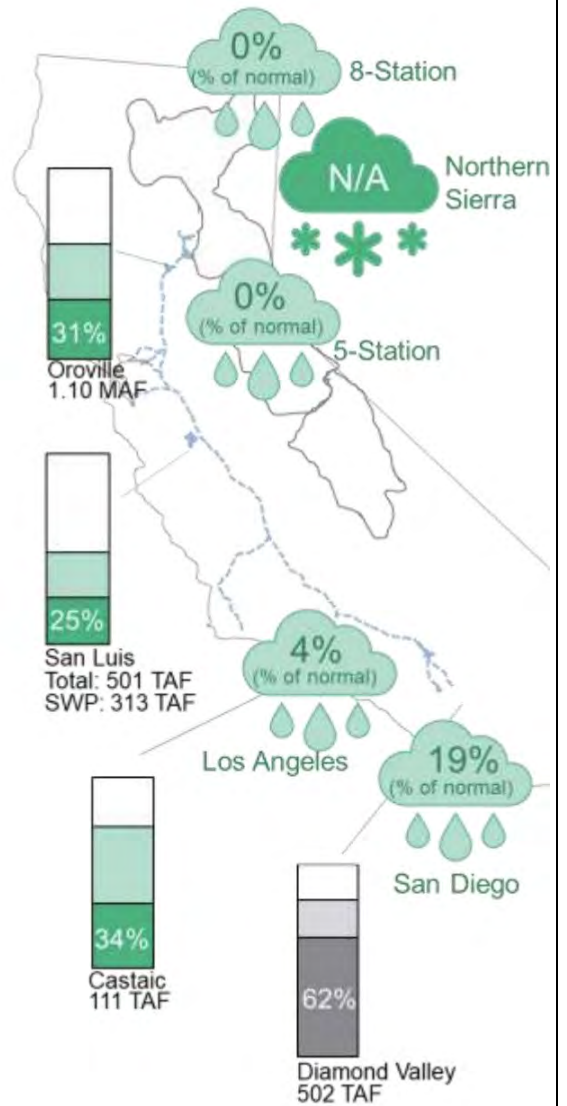 0%
(% of normal)
8-Station
N/A
Northern
Sierra
0%
(% of normal)
5-Station
31%
Oroville
1.10 MAF
25%
San Luis
Total: 501 TAF
SWP: 313 TAF
4%
(% of normal)
Los Angeles
19%
(% of normal)
San Diego
34%
Castaic
111 TAF
62%
Diamond Valley
502 TAF